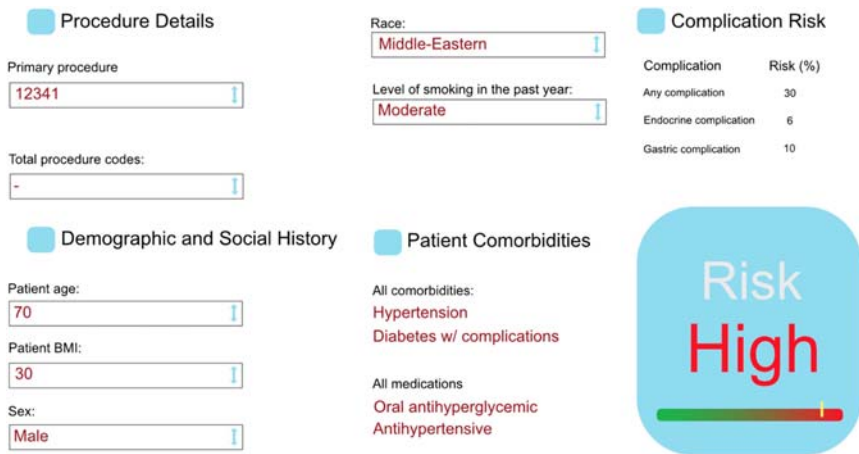 Procedure Details
Primary procedure
12341
Total procedure codes:
-
Demographic and Social History
Patient age:
70
Patient BMI:
30
Sex:
Male
Race:
Middle-Eastern
Level of smoking in the past year:
Moderate
Patient Comorbidities
All comorbidities:
Hypertension
Diabetes w/ complications
All medications
Oral antihyperglycemic
Antihypertensive
Complication Risk
Complication Risk (%)
Any complication 30
Endocrine complication 6
Gastric complication 10
Risk
High